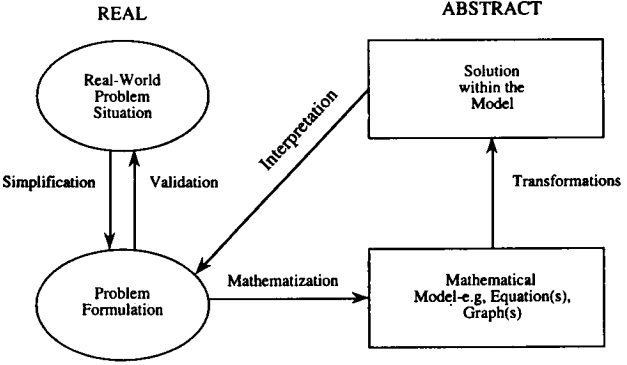 REAL
ABSTRACT
Real-World
Problem
Situation
Solution
within the
Model
Interpretation
Simplification
Validation
Transformations
Problem
Formulation
Mathematization
Mathematical
Model-e.g, Equation(s),
Graph(s)